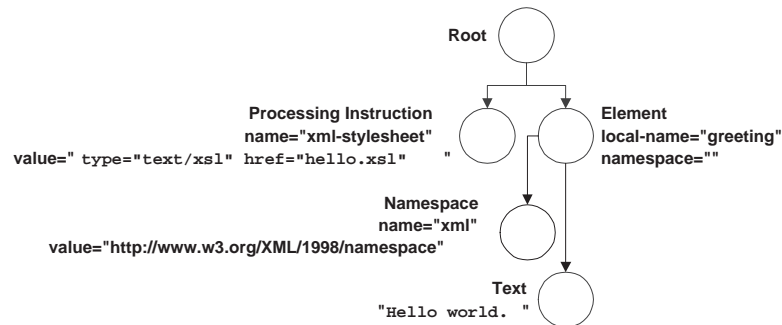 Root
Processing Instruction
name="xml-stylesheet"
value=" type="text/xsl" href="hello.xsl" "
Element
local-name="greeting"
namespace=""
Namespace
name="xml"
value="http://www.w3.org/XML/1998/namespace"
Text
"Hello world. "